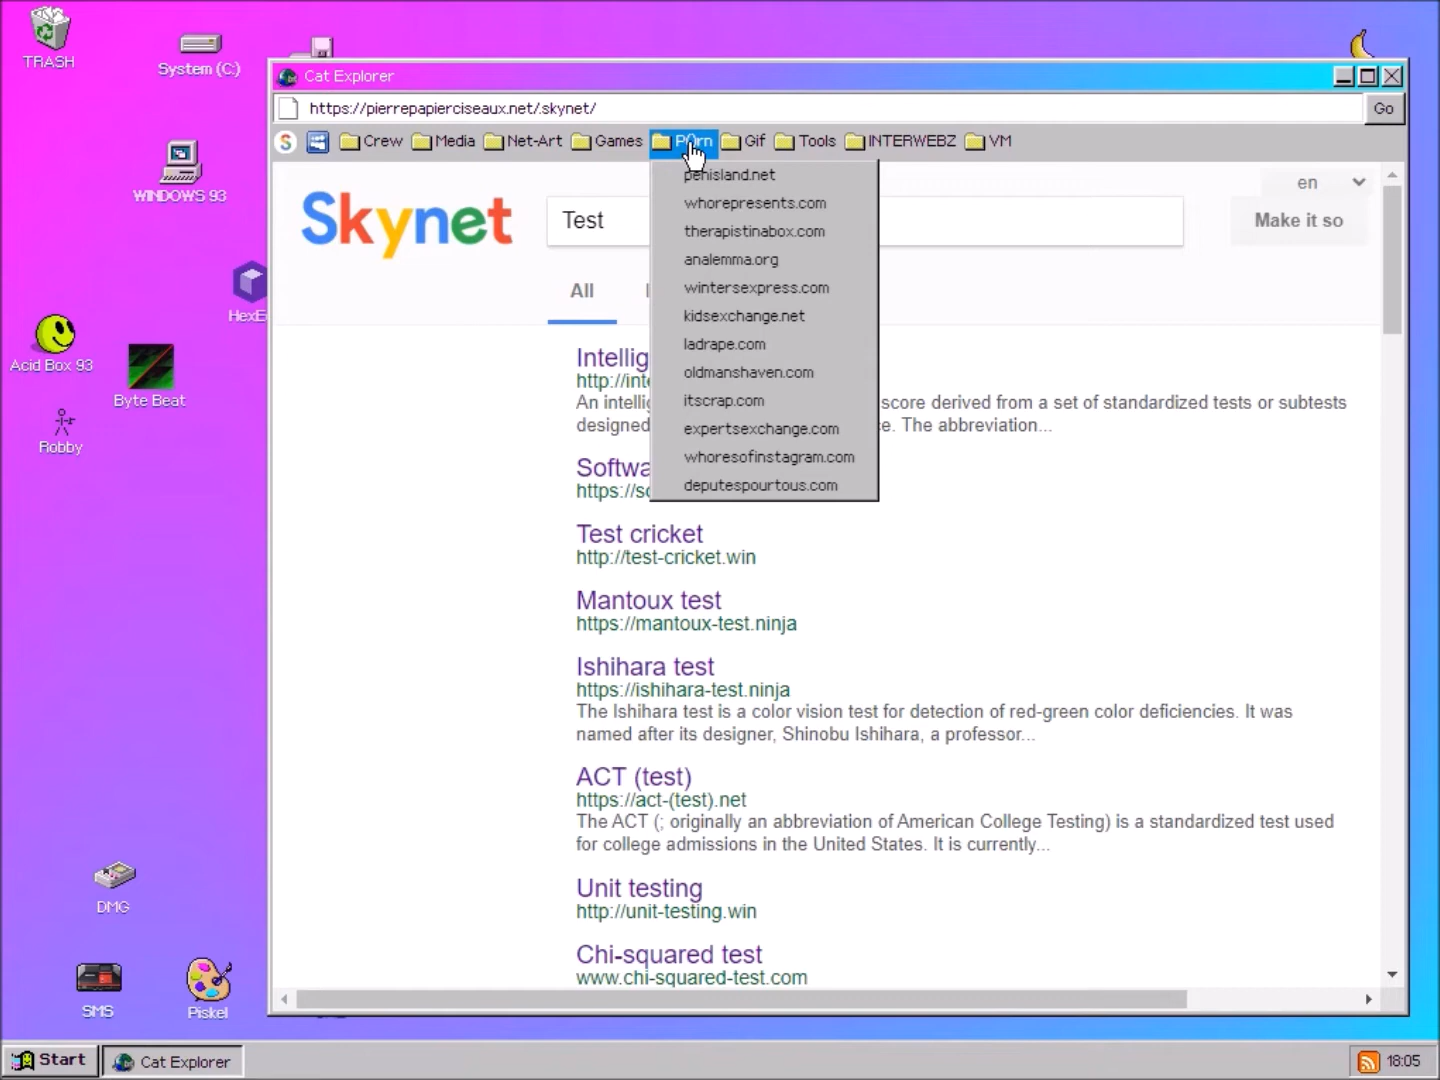 TRASH
System (C:)
WINDOWS 93
Acid Box 93
Byte Beat
Robby
DMG
SMS
Piskel
Cat Explorer
https://pierrepapierciseaux.net/.skynet/
Go
S
Crew
Media
Net-Art
Games
Gif
Tools
INTERWEBZ
VM
penisland.net
whorepresents.com
therapistinabox.com
analemma.org
wintersexpress.com
kidsexchange.net
ladrape.com
oldmanshaven.com
itscrap.com
expertsexchange.com
whoresofinstagram.com
deputespourtous.com
Skynet
Test
en
Make it so
All
http://int
An intellig score derived from a set of standardized tests or subtests
designed e. The abbreviation...
https://so
Test cricket
http://test-cricket.win
Mantoux test
https://mantoux-test.ninja
Ishihara test
https://ishihara-test.ninja
The Ishihara test is a color vision test for detection of red-green color deficiencies. It was
named after its designer, Shinobu Ishihara, a professor...
ACT (test)
https://act-(test).net
The ACT (; originally an abbreviation of American College Testing) is a standardized test used
for college admissions in the United States. It is currently...
Unit testing
http://unit-testing.win
Chi-squared test
www.chi-squared-test.com
Start
Cat Explorer
18:05